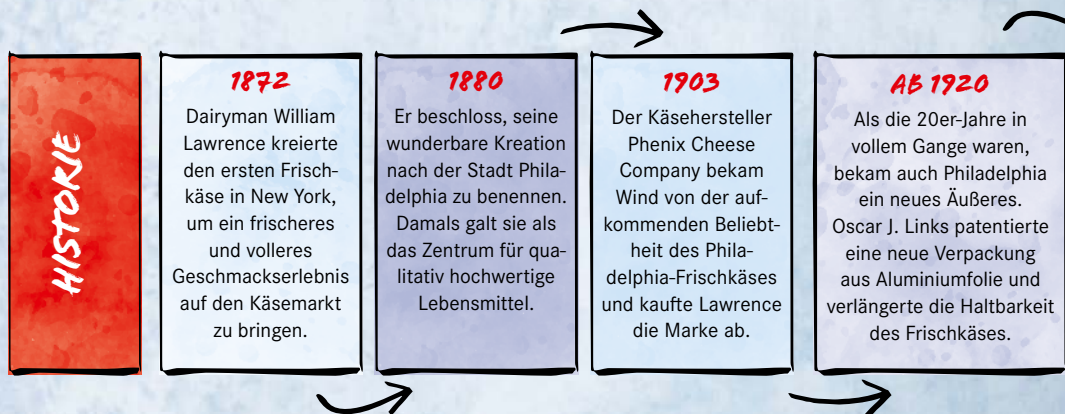 HISTORIE
1872
Dairyman William
Lawrence kreierte
den ersten Frisch-
käse in New York,
um ein frischeres
und volleres
Geschmackserlebnis
auf den Käsemarkt
zu bringen.
1880
Er beschloss, seine
wunderbare Kreation
nach der Stadt Phila-
delphia zu benennen.
Damals galt sie als
das Zentrum für qua-
litativ hochwertige
Lebensmittel.
1903
Der Käsehersteller
Phenix Cheese
Company bekam
Wind von der auf-
kommenden Beliebt-
heit des Phila-
delphia-Frischkäses
und kaufte Lawrence
die Marke ab.
AB 1920
Als die 20er-Jahre in
vollem Gange waren,
bekam auch Philadelphia
ein neues Äußeres.
Oscar J. Links patentierte
eine neue Verpackung
aus Aluminiumfolie und
verlängerte die Haltbarkeit
des Frischkäses.